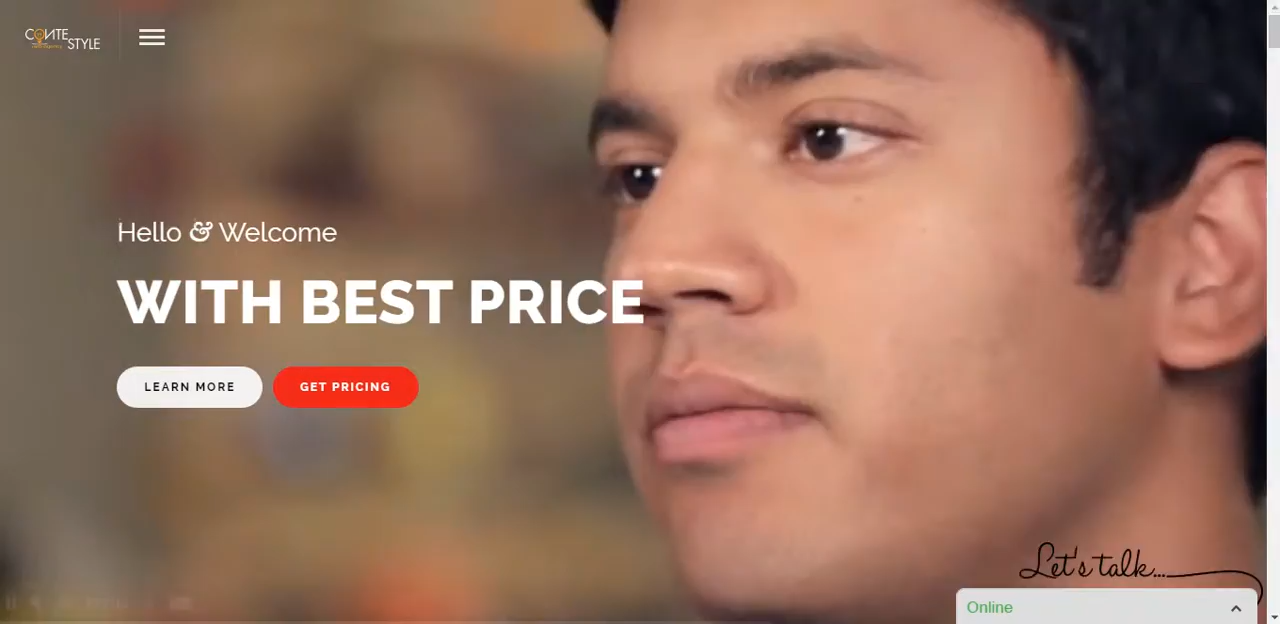 CONTE
STYLE
Hello & Welcome
WITH BEST PRICE
LEARN MORE
GET PRICING
Let's talk...
Online